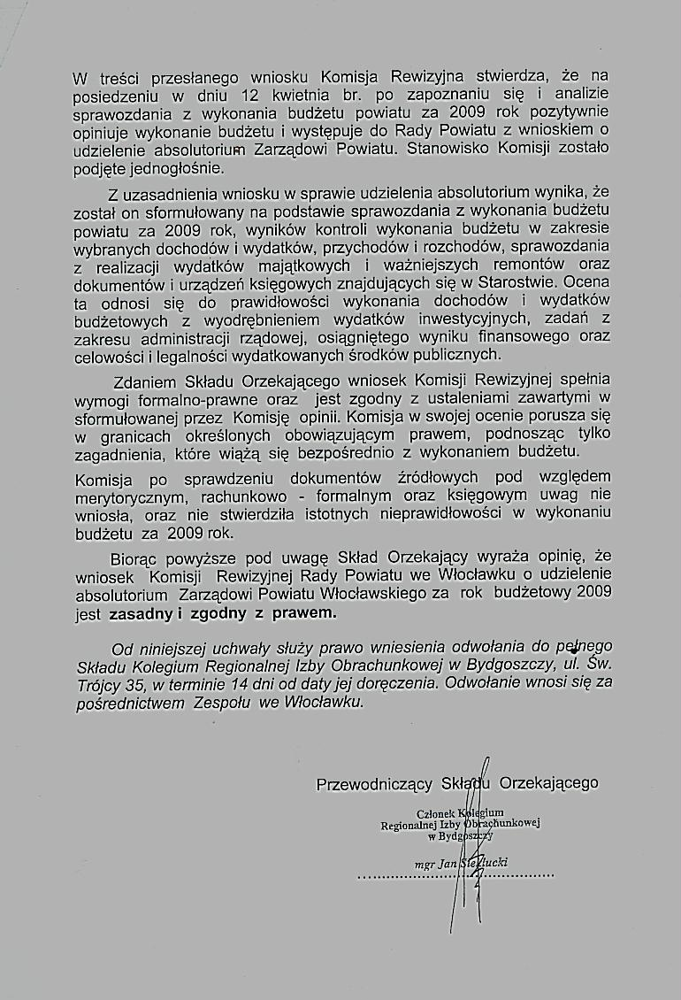 W treści przesłanego wniosku Komisja Rewizyjna stwierdza, że na
posiedzeniu w dniu 12 kwietnia br. po zapoznaniu się i analizie
sprawozdania z wykonania budżetu powiatu za 2009 rok pozytywnie
opiniuje wykonanie budżetu i występuje do Rady Powiatu z wnioskiem o
udzielenie absolutorium Zarządowi Powiatu. Stanowisko Komisji zostało
podjęte jednogłośnie.
Z uzasadnienia wniosku w sprawie udzielenia absolutorium wynika, że
został on sformułowany na podstawie sprawozdania z wykonania budżetu
powiatu za 2009 rok, wyników kontroli wykonania budżetu w zakresie
wybranych dochodów i wydatków, przychodów i rozchodów, sprawozdania
z realizacji wydatków majątkowych i ważniejszych remontów oraz
dokumentów i urządzeń księgowych znajdujących się w Starostwie. Ocena
ta odnosi się do prawidłowości wykonania dochodów i wydatków
budżetowych z wyodrębnieniem wydatków inwestycyjnych, zadań z
zakresu administracji rządowej, osiągniętego wyniku finansowego oraz
celowości i legalności wydatkowanych środków publicznych.
Zdaniem Składu Orzekającego wniosek Komisji Rewizyjnej spełnia
wymogi formalno-prawne oraz jest zgodny z ustaleniami zawartymi w
sformułowanej przez Komisję opinii. Komisja w swojej ocenie porusza się
w granicach określonych obowiązującym prawem, podnosząc tylko
zagadnienia, które wiążą się bezpośrednio z wykonaniem budżetu.
Komisja po sprawdzeniu dokumentów źródłowych pod względem
merytorycznym, rachunkowo - formalnym oraz księgowym uwag nie
wniosła, oraz nie stwierdziła istotnych nieprawidłowości w wykonaniu
budżetu za 2009 rok.
Biorąc powyższe pod uwagę Skład Orzekający wyraża opinię, że
wniosek Komisji Rewizyjnej Rady Powiatu we Włocławku o udzielenie
absolutorium Zarządowi Powiatu Włocławskiego za rok budżetowy 2009
jest zasadny i zgodny z prawem.
Od niniejszej uchwały służy prawo wniesienia odwołania do pełnego
Składu Kolegium Regionalnej Izby Obrachunkowej w Bydgoszczy, ul. Św.
Trójcy 35, w terminie 14 dni od daty jej doręczenia. Odwołanie wnosi się za
pośrednictwem Zespołu we Włocławku.
Przewodniczący Składu Orzekającego
Członek Kolegium
Regionalnej Izby Obrachunkowej
w Bydgoszczy
mgr Jan